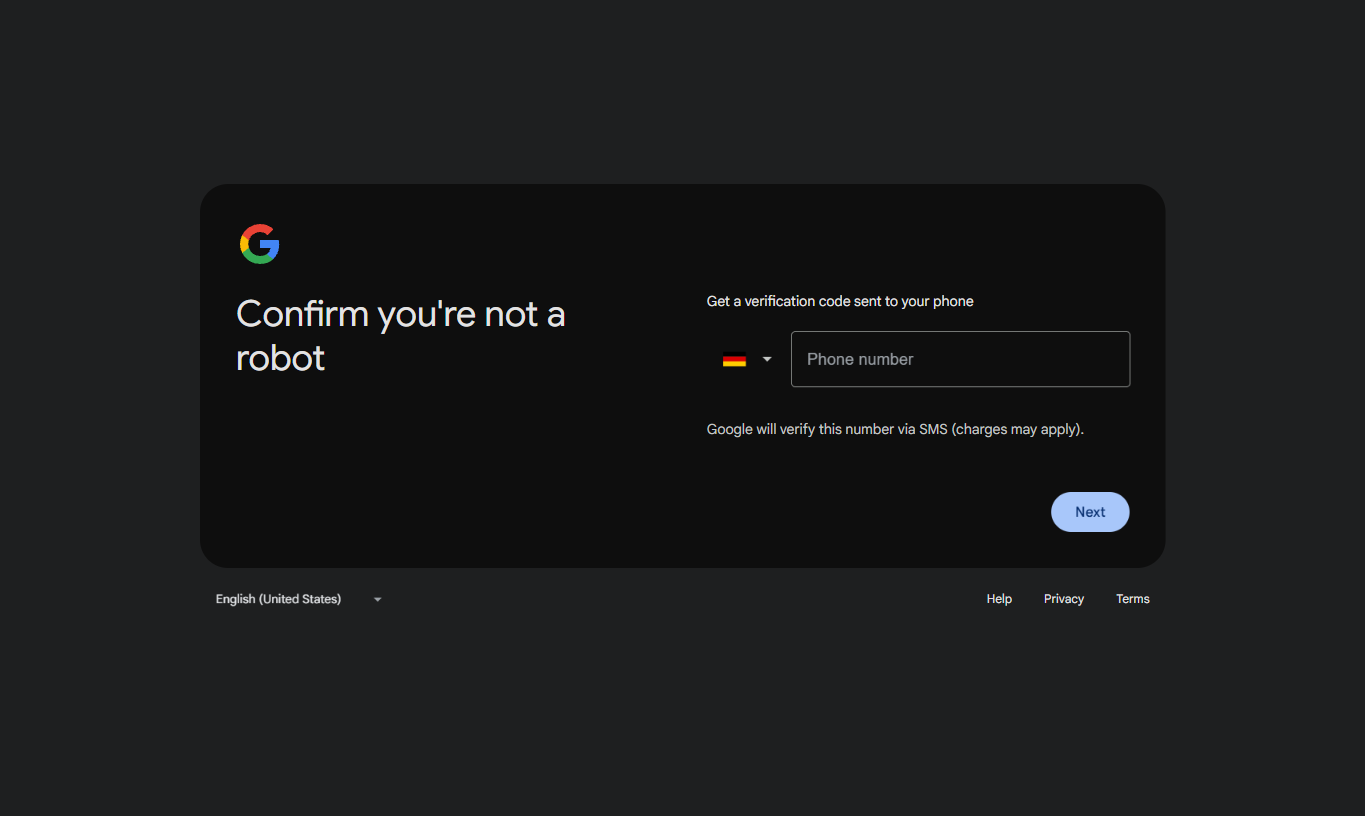 Confirm you're not a
robot
Get a verification code sent to your phone
Phone number
Google will verify this number via SMS (charges may apply).
Next
English (United States)
Help
Privacy
Terms